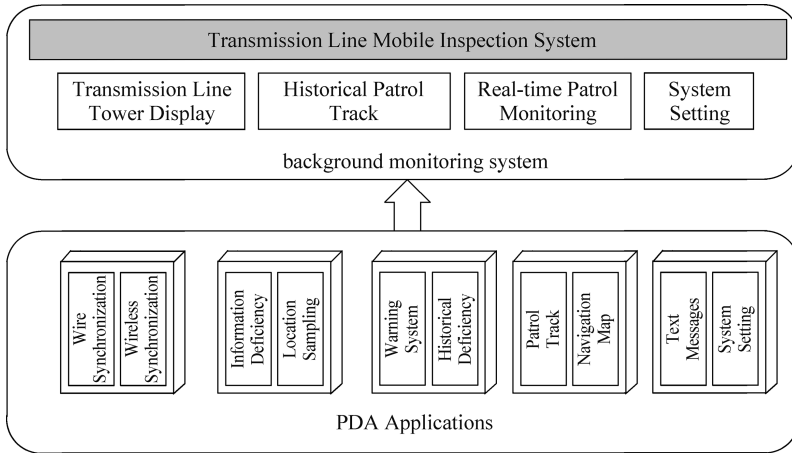 Transmission Line Mobile Inspection System
Transmission Line
Tower Display
Historical Patrol
Track
Real-time Patrol
Monitoring
System
Setting
background monitoring system
Wire
Synchronization
Wireless
Synchronization
Information
Deficiency
Location
Sampling
Warning
System
Historical
Deficiency
Patrol
Track
Navigation
Map
Text
Messages
System
Setting
PDA Applications